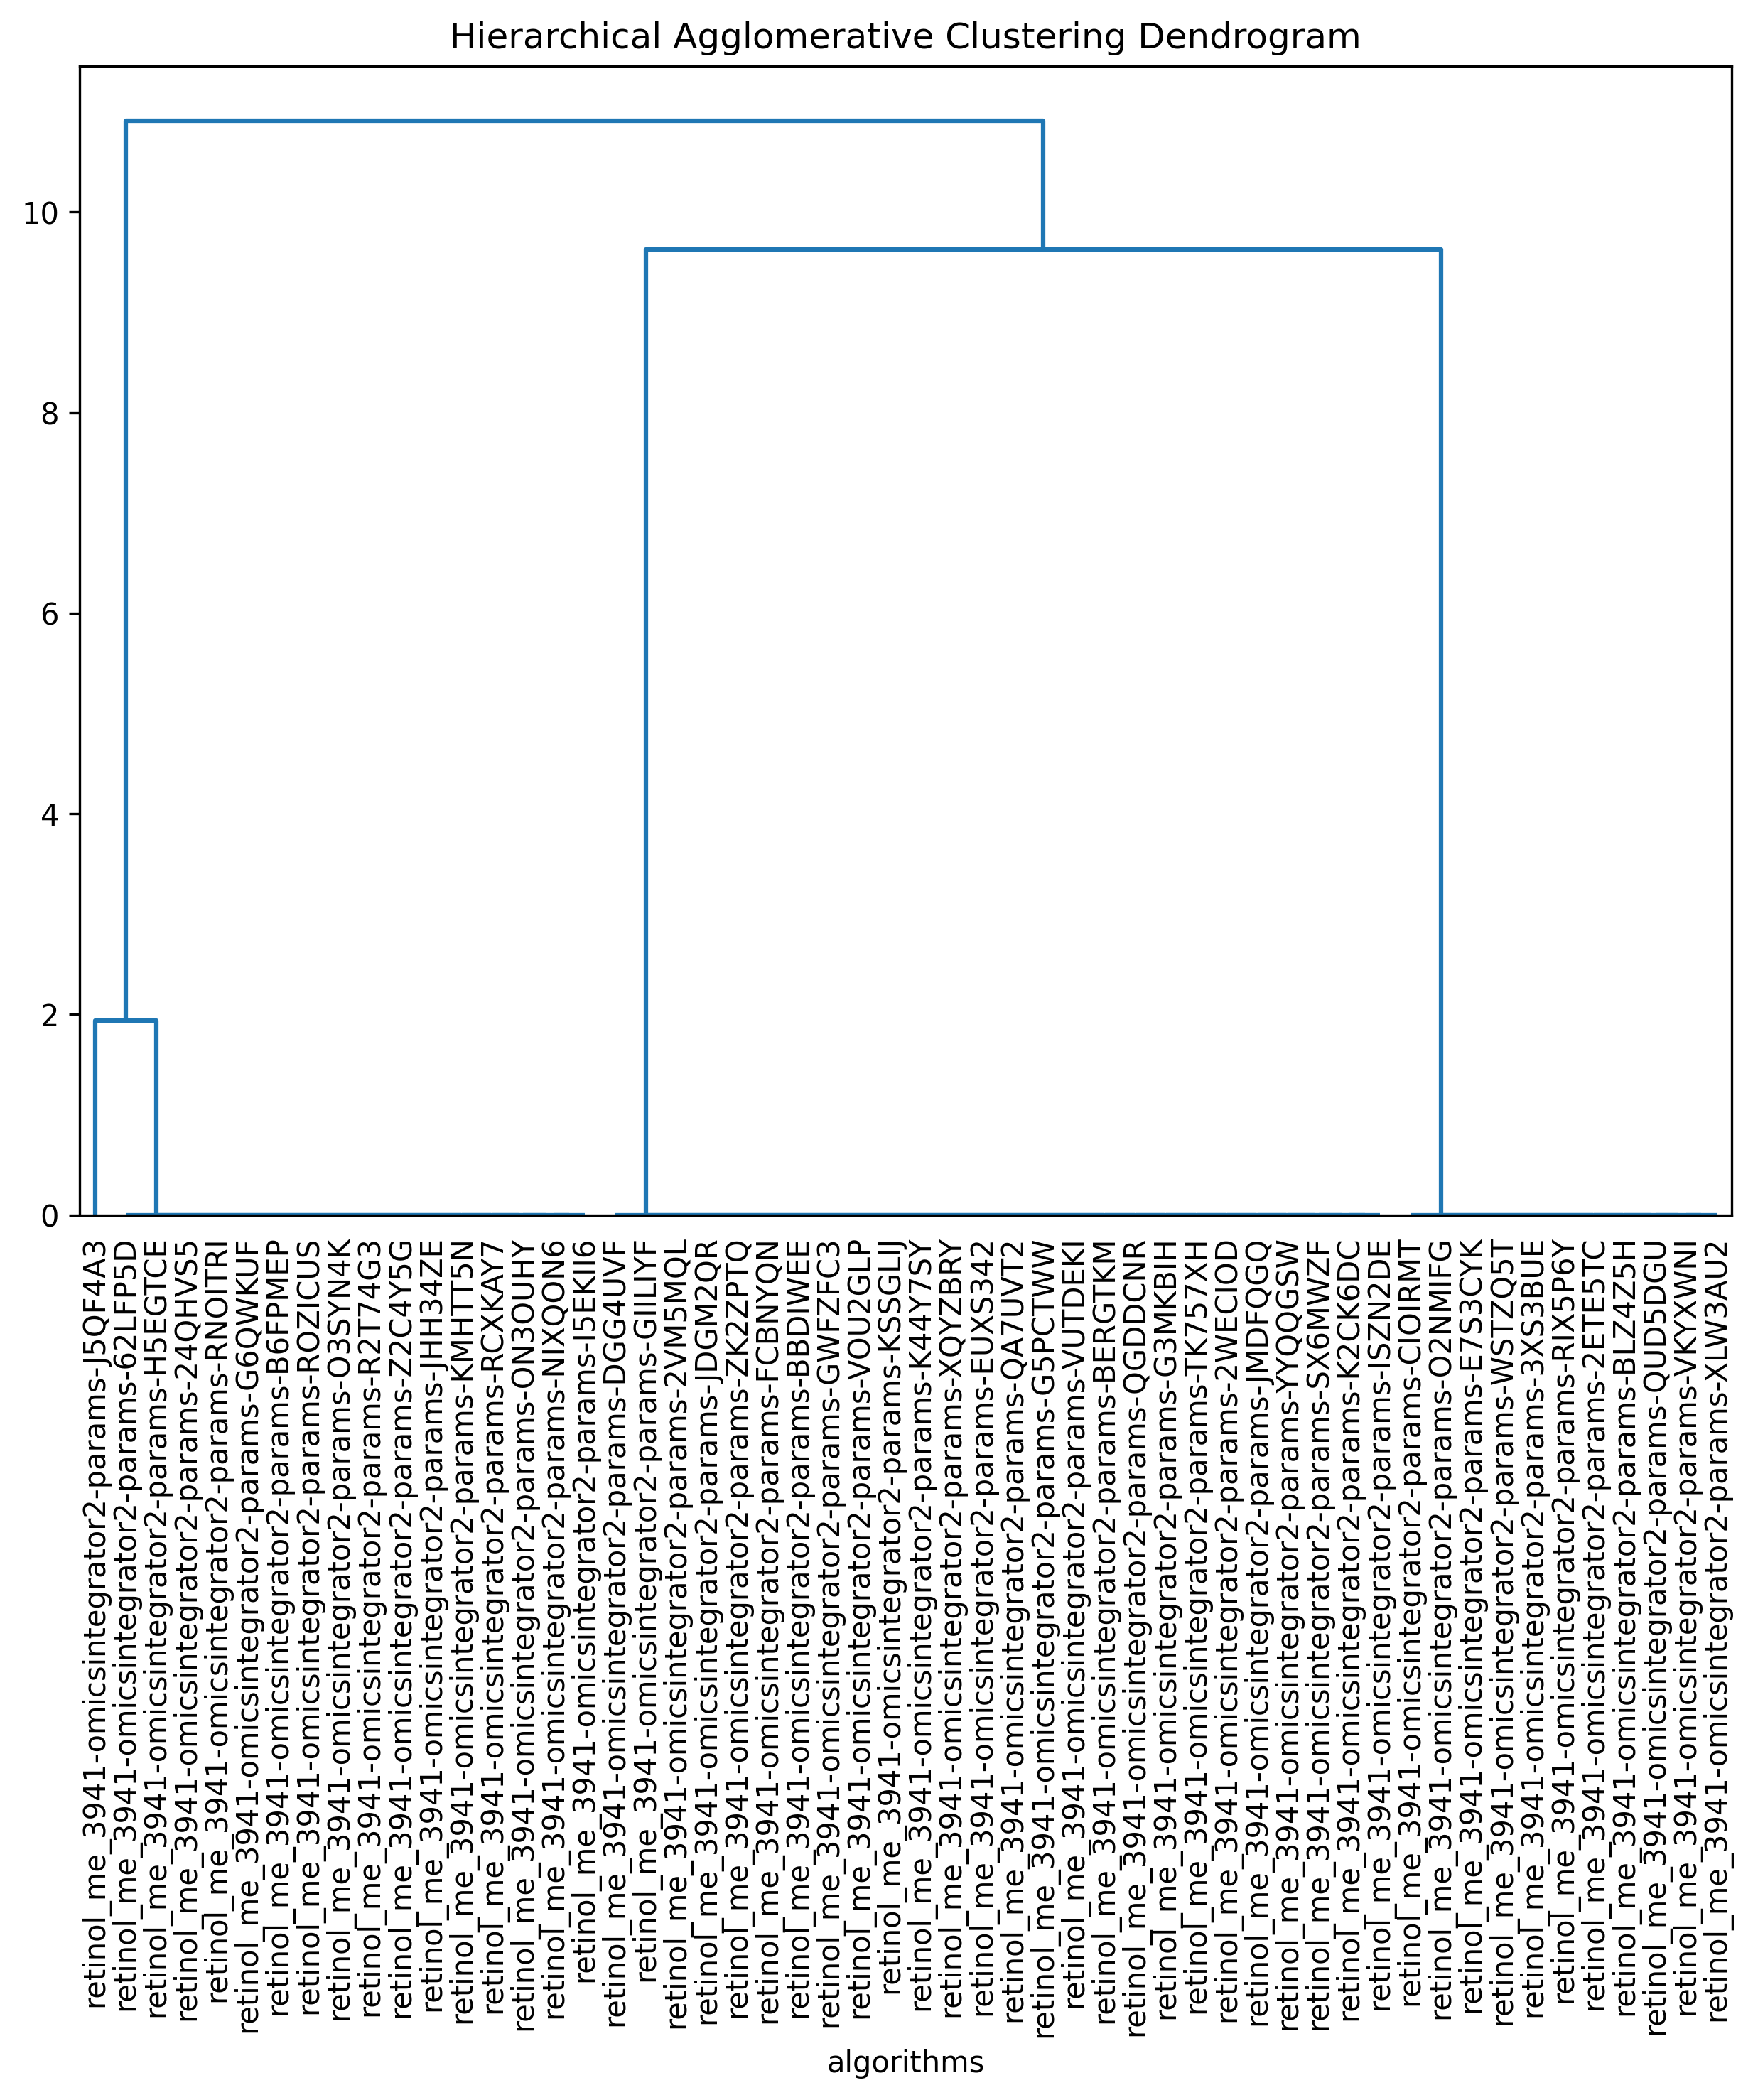 Hierarchical Agglomerative Clustering Dendrogram
10
8
6
4
2
0
retinol_me_3941-omicsintegrator2-params-J5QF4A3
retinol_me_3941-omicsintegrator2-params-62LFP5D
retinol_me_3941-omicsintegrator2-params-H5EGTCE
retinol_me_3941-omicsintegrator2-params-24QHVS5
retinol_me_3941-omicsintegrator2-params-RNOITRI
retinol_me_3941-omicsintegrator2-params-G6QWKUF
retinol_me_3941-omicsintegrator2-params-B6FPMEP
retinol_me_3941-omicsintegrator2-params-ROZICUS
retinol_me_3941-omicsintegrator2-params-O3SYN4K
retinol_me_3941-omicsintegrator2-params-R2T74G3
retinol_me_3941-omicsintegrator2-params-Z2C4Y5G
retinol_me_3941-omicsintegrator2-params-JHH34ZE
retinol_me_3941-omicsintegrator2-params-KMHTT5N
retinol_me_3941-omicsintegrator2-params-RCXKAY7
retinol_me_3941-omicsintegrator2-params-ON3OUHY
retinol_me_3941-omicsintegrator2-params-NIXQON6
retinol_me_3941-omicsintegrator2-params-I5EKII6
retinol_me_3941-omicsintegrator2-params-DGG4UVF
retinol_me_3941-omicsintegrator2-params-GIILIYF
retinol_me_3941-omicsintegrator2-params-2VM5MQL
retinol_me_3941-omicsintegrator2-params-JDGM2QR
retinol_me_3941-omicsintegrator2-params-ZK2ZPTQ
retinol_me_3941-omicsintegrator2-params-FCBNYQN
retinol_me_3941-omicsintegrator2-params-BBDIWEE
retinol_me_3941-omicsintegrator2-params-GWFZFC3
retinol_me_3941-omicsintegrator2-params-VOU2GLP
retinol_me_3941-omicsintegrator2-params-KSSGLIJ
retinol_me_3941-omicsintegrator2-params-K44Y7SY
retinol_me_3941-omicsintegrator2-params-XQYZBRY
retinol_me_3941-omicsintegrator2-params-EUXS342
retinol_me_3941-omicsintegrator2-params-QA7UVT2
retinol_me_3941-omicsintegrator2-params-G5PCTWW
retinol_me_3941-omicsintegrator2-params-VUTDEKI
retinol_me_3941-omicsintegrator2-params-BERGTKM
retinol_me_3941-omicsintegrator2-params-QGDDCNR
retinol_me_3941-omicsintegrator2-params-G3MKBIH
retinol_me_3941-omicsintegrator2-params-TK757XH
retinol_me_3941-omicsintegrator2-params-2WECIOD
retinol_me_3941-omicsintegrator2-params-JMDFQGQ
retinol_me_3941-omicsintegrator2-params-YYQQGSW
retinol_me_3941-omicsintegrator2-params-SX6MWZF
retinol_me_3941-omicsintegrator2-params-K2CK6DC
retinol_me_3941-omicsintegrator2-params-ISZN2DE
retinol_me_3941-omicsintegrator2-params-CIOIRMT
retinol_me_3941-omicsintegrator2-params-O2NMIFG
retinol_me_3941-omicsintegrator2-params-E7S3CYK
retinol_me_3941-omicsintegrator2-params-WSTZQ5T
retinol_me_3941-omicsintegrator2-params-3XS3BUE
retinol_me_3941-omicsintegrator2-params-RIX5P6Y
retinol_me_3941-omicsintegrator2-params-2ETE5TC
retinol_me_3941-omicsintegrator2-params-BLZ4Z5H
retinol_me_3941-omicsintegrator2-params-QUD5DGU
retinol_me_3941-omicsintegrator2-params-VKYXWNI
retinol_me_3941-omicsintegrator2-params-XLW3AU2
algorithms